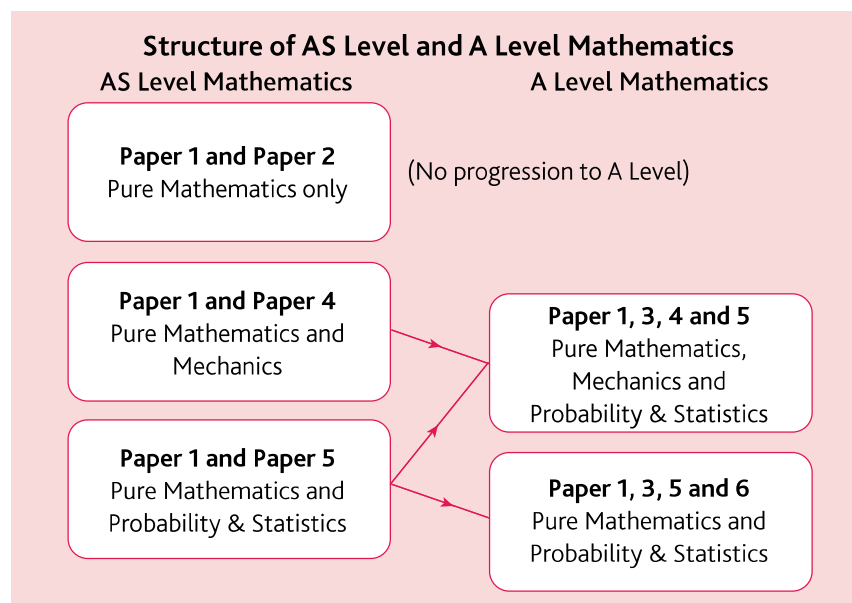 Structure of AS Level and A Level Mathematics
AS Level Mathematics
A Level Mathematics
Paper 1 and Paper 2
Pure Mathematics only
(No progression to A Level)
Paper 1 and Paper 4
Pure Mathematics and
Mechanics
Paper 1 and Paper 5
Pure Mathematics and
Probability & Statistics
Paper 1, 3, 4 and 5
Pure Mathematics,
Mechanics and
Probability & Statistics
Paper 1, 3, 5 and 6
Pure Mathematics and
Probability & Statistics